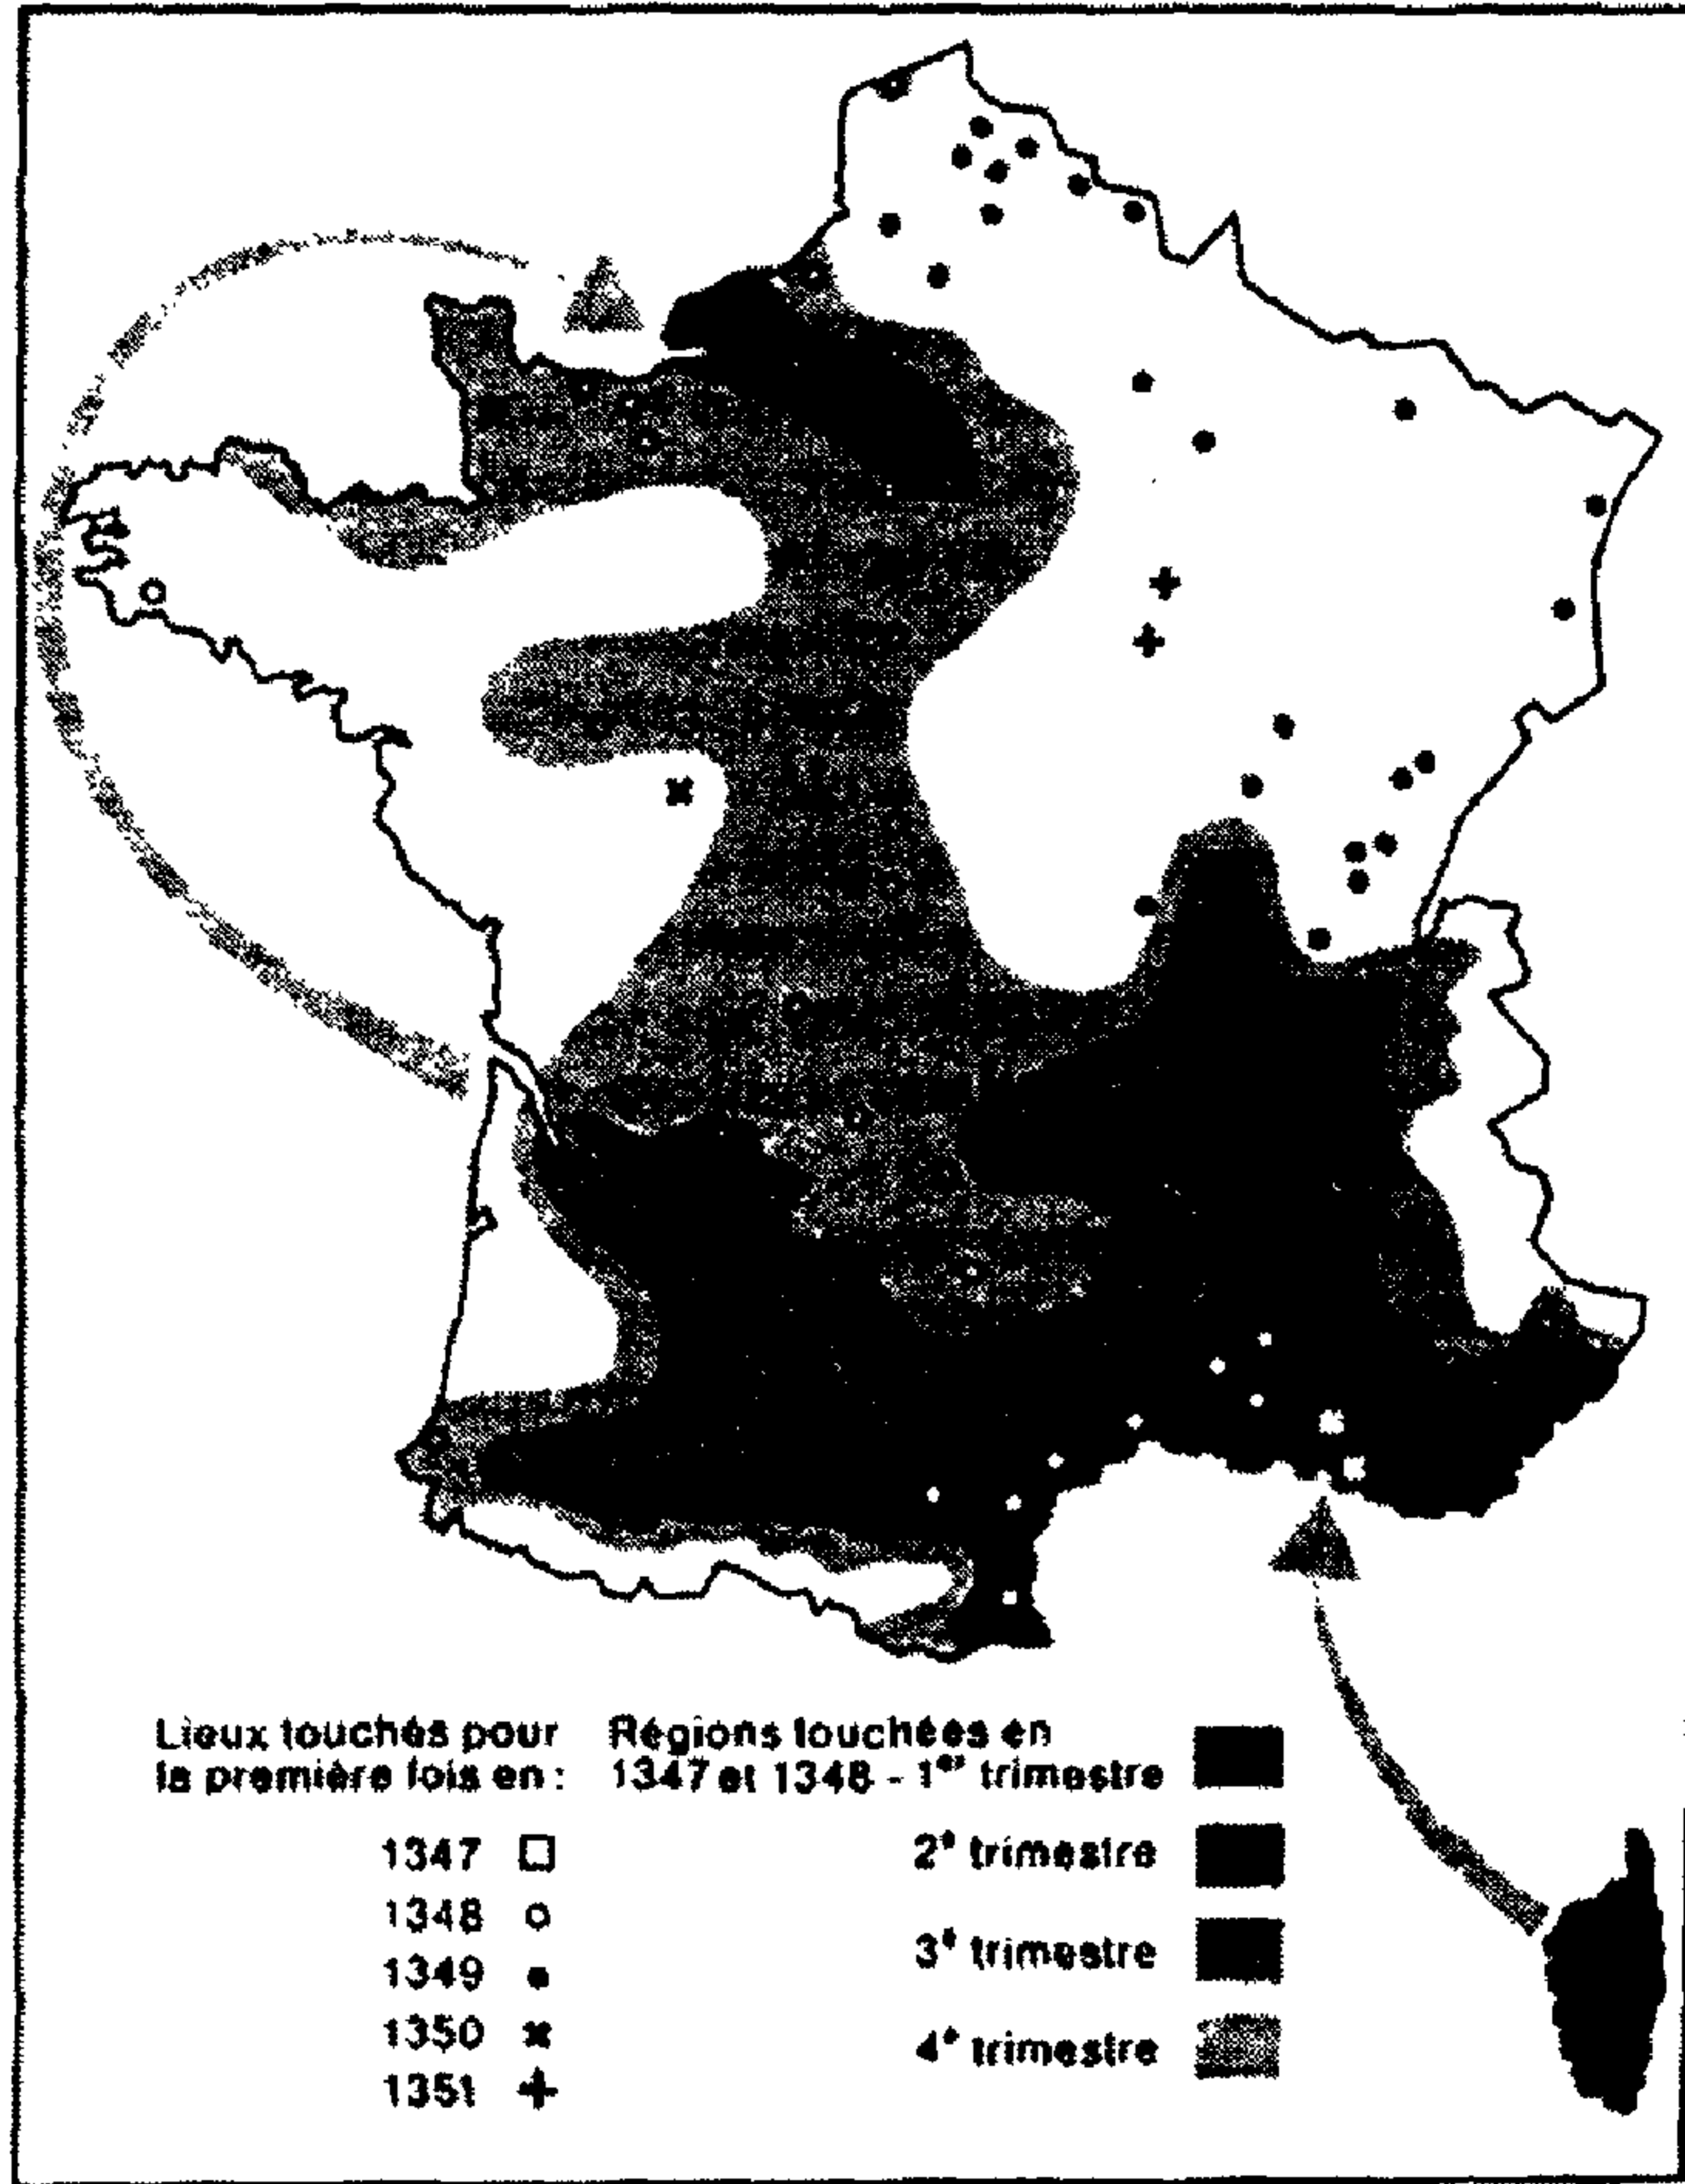 Lieux touchés pour
la première fois en :
1347
1348
1349
1350
1351
Régions touchées en
1347 et 1348 - 1er trimestre
2e trimestre
3e trimestre
4e trimestre